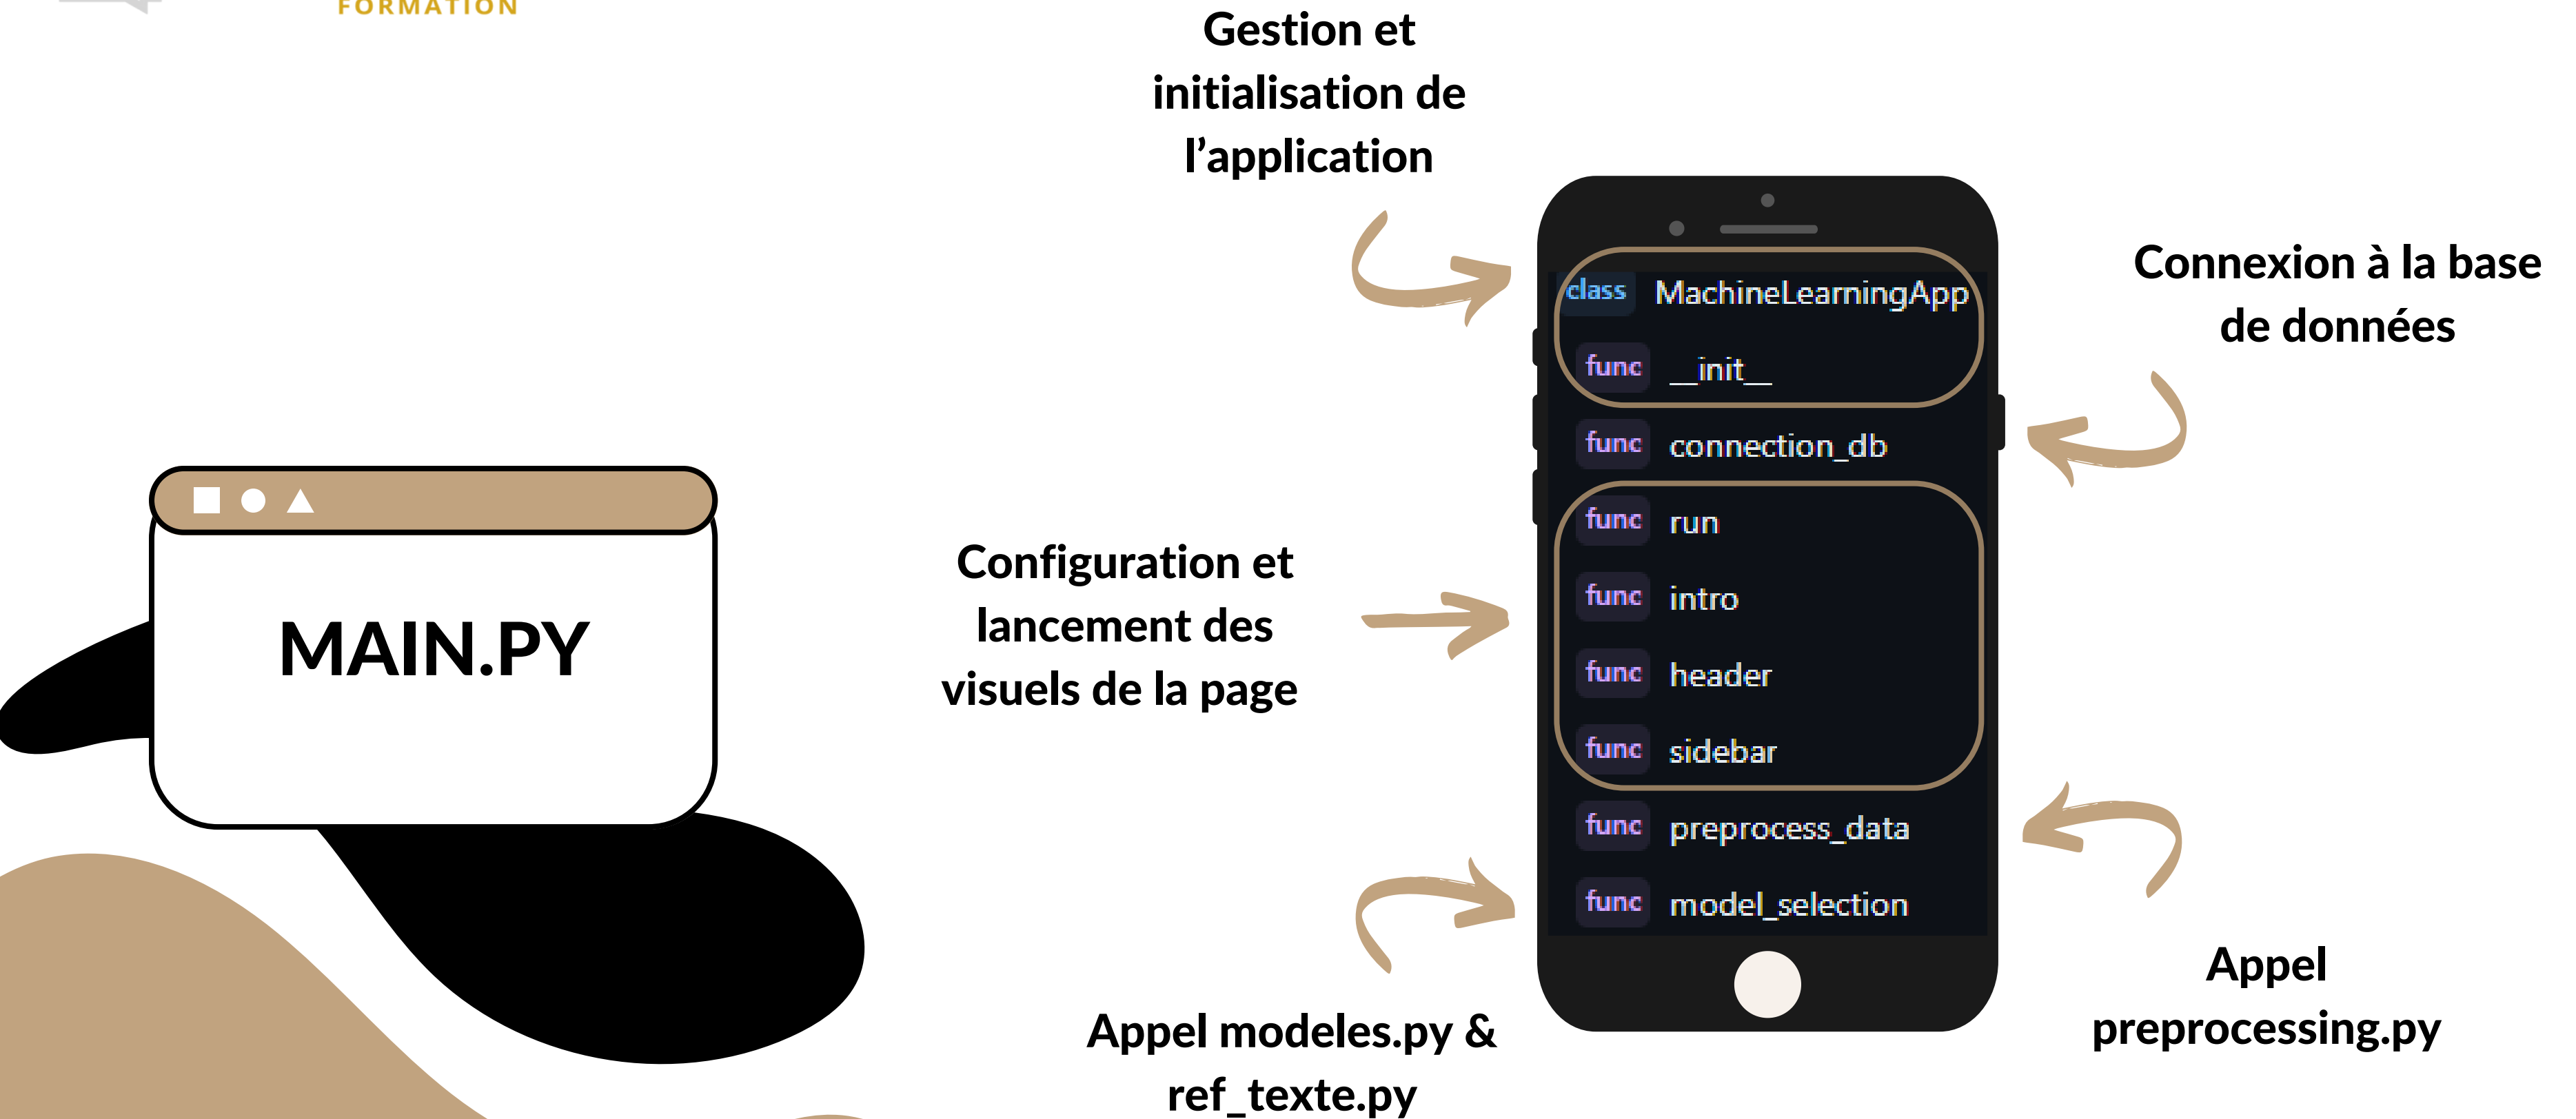 FORMATION
Gestion et
initialisation de
l’application
Connexion à la base
de données
class MachineLearningApp
func __init__
func connection_db
func run
func intro
func header
func sidebar
func preprocess_data
func model_selection
MAIN.PY
Configuration et
lancement des
visuels de la page
Appel modeles.py &
ref_texte.py
Appel
preprocessing.py